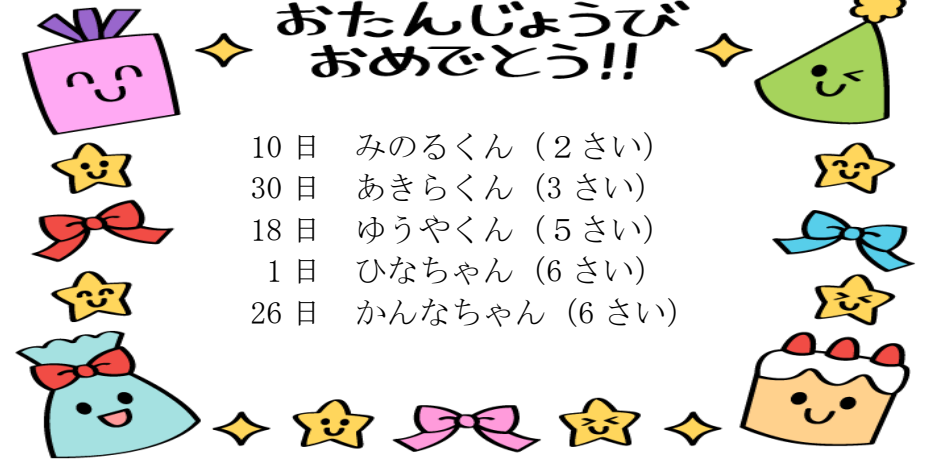 おたんじょうび
おめでとう!!
10日　みのるくん（２さい）
30日　あきらくん（3さい）
18日　ゆうやくん（５さい）
1日　ひなちゃん（6さい）
26日　かんなちゃん（6さい）